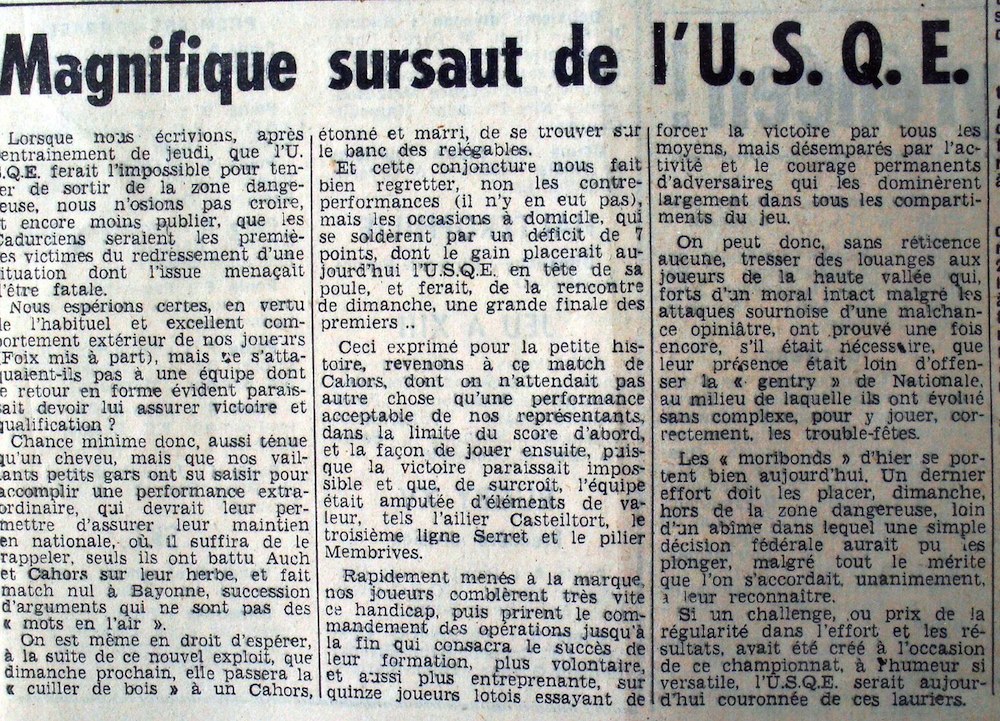 Magnifique sursaut de l'U. S. Q. E.
Lorsque nous écrivions, après
l'entrainement de jeudi, que l'U.
S.Q.E. ferait l'impossible pour ten-
ter de sortir de la zone dange-
reuse, nous n'osions pas croire,
et encore moins publier, que les
Cadurciens seraient les premiè-
res victimes du redressement d'une
situation dont l'issue menaçait
d'être fatale.
Nous espérions certes, en vertu
de l'habituel et excellent com-
portement extérieur de nos joueurs
(Foix mis à part), mais ne s'atta-
quaient-ils pas à une équipe dont
le retour en forme évident parais-
sait devoir lui assurer victoire et
qualification ?
Chance minime donc, aussi ténue
qu'un cheveu, mais que nos vail-
lants petits gars ont su saisir pour
accomplir une performance extra-
ordinaire, qui devrait leur per-
mettre d'assurer leur maintien
en nationale, où, il suffira de le
rappeler, seuls ils ont battu Auch
et Cahors sur leur herbe, et fait
match nul à Bayonne, succession
d'arguments qui ne sont pas des
« mots en l'air ».
On est même en droit d'espérer,
à la suite de ce nouvel exploit, que
dimanche prochain, elle passera la
« cuiller de bois » à un Cahors,
étonné et marri, de se trouver sur
le banc des relégables.
Et cette conjoncture nous fait
bien regretter, non les contre-
performances (il n'y en eut pas),
mais les occasions à domicile, qui
se soldèrent par un déficit de 7
points, dont le gain placerait au-
jourd'hui l'U.S.Q.E. en tête de sa
poule, et ferait, de la rencontre
de dimanche, une grande finale des
premiers ..
Ceci exprimé pour la petite his-
toire, revenons à ce match de
Cahors, dont on n'attendait pas
autre chose qu'une performance
acceptable de nos représentants,
dans la limite du score d'abord,
et la façon de jouer ensuite, puis-
que la victoire paraissait impos-
sible et que, de surcroît, l'équipe
était amputée d'éléments de va-
leur, tels l'ailier Casteiltort, le
troisième ligne Serret et le pilier
Membrives.
Rapidement menés à la marque,
nos joueurs comblèrent très vite
ce handicap, puis prirent le com-
mandement des opérations jusqu'à
la fin qui consacra le succès de
leur formation, plus volontaire,
et aussi plus entreprenante, sur
quinze joueurs lotois essayant de
forcer la victoire par tous les
moyens, mais désemparés par l'ac-
tivité et le courage permanents
d'adversaires qui les dominèrent
largement dans tous les comparti-
ments du jeu.
On peut donc, sans réticence
aucune, tresser des louanges aux
joueurs de la haute vallée qui,
forts d'un moral intact malgré les
attaques sournoise d'une malchan-
ce opiniâtre, ont prouvé une fois
encore, s'il était nécessaire, que
leur présence était loin d'offen-
ser la « gentry » de Nationale,
au milieu de laquelle ils ont évolué
sans complexe, pour y jouer, cor-
rectement, les trouble-fêtes.
Les « moribonds » d'hier se por-
tent bien aujourd'hui. Un dernier
effort doit les placer, dimanche,
hors de la zone dangereuse, loin
d'un abîme dans lequel une simple
décision fédérale aurait pu les
plonger, malgré tout le mérite
que l'on s'accordait, unanimement,
à leur reconnaître.
Si un challenge, ou prix de la
régularité dans l'effort et les ré-
sultats, avait été créé à l'occasion
de ce championnat, à l'humeur si
versatile, l'U.S.Q.E. serait aujour-
d'hui couronnée de ces lauriers.